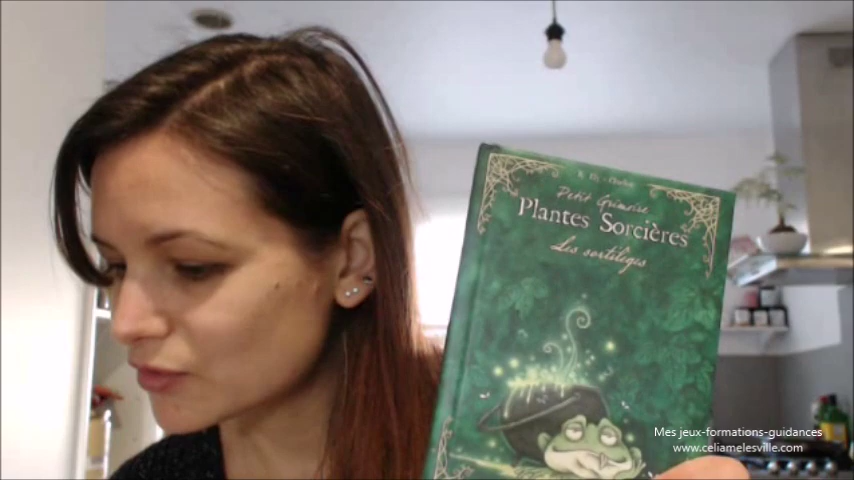 Petit Grimoire
Plantes Sorcières
Les sortilèges
Mes jeux-formations-guidances
www.celiamelesville.com